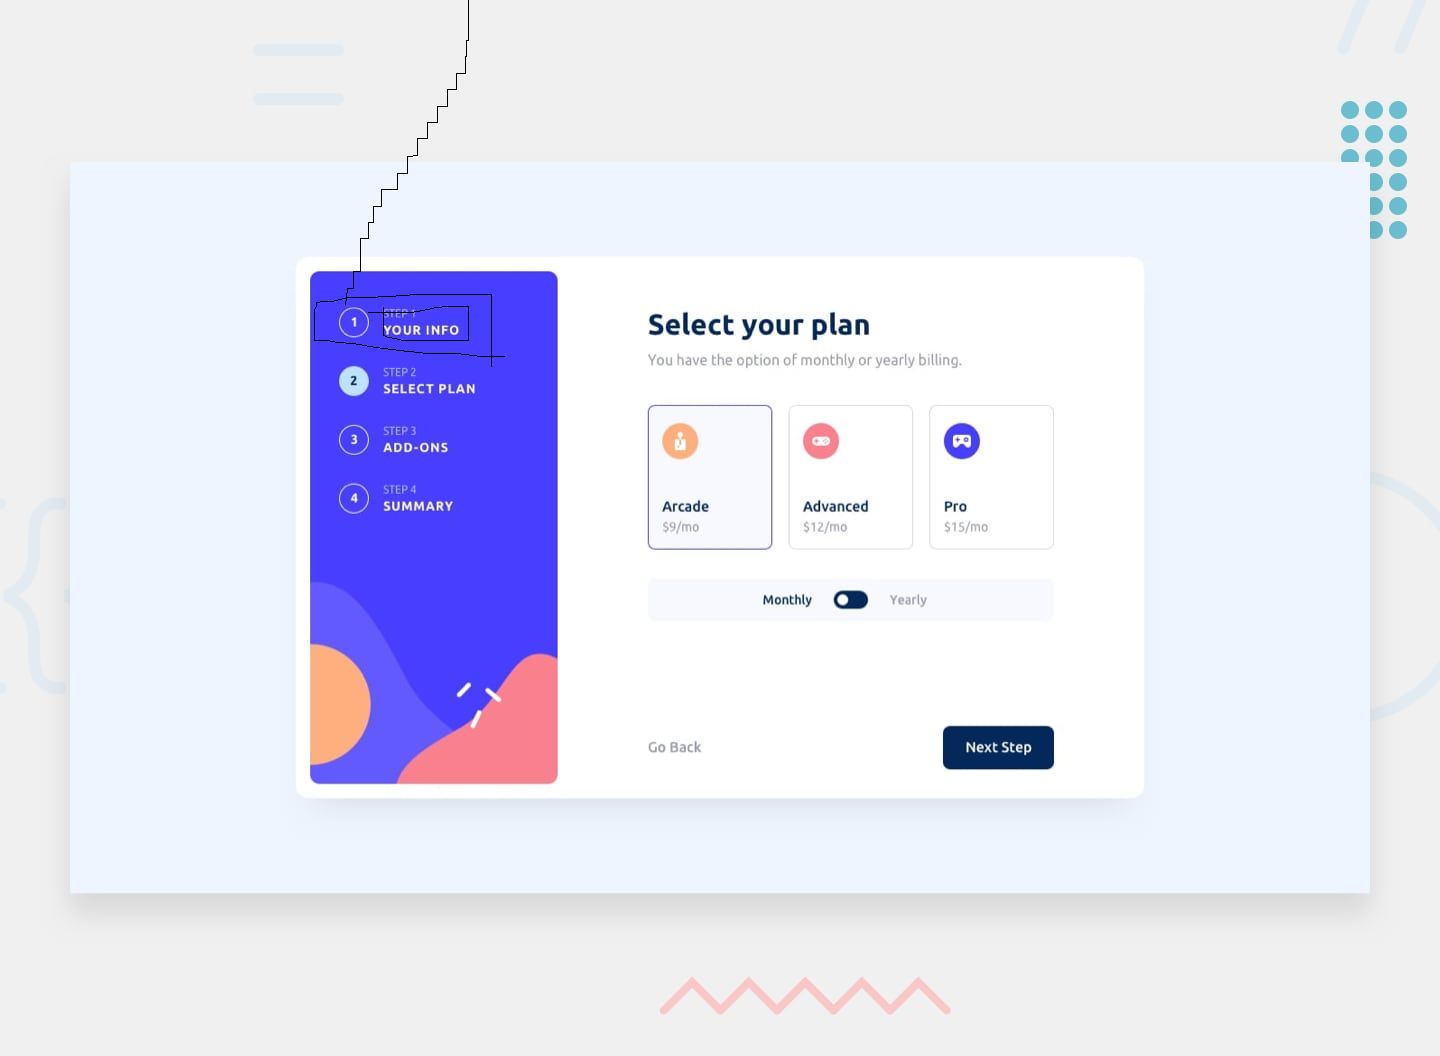 1
STEP 1
YOUR INFO
2
STEP 2
SELECT PLAN
3
STEP 3
ADD-ONS
4
STEP 4
SUMMARY
Select your plan
You have the option of monthly or yearly billing.
Arcade
$9/mo
Advanced
$12/mo
Pro
$15/mo
Monthly Yearly
Go Back Next Step